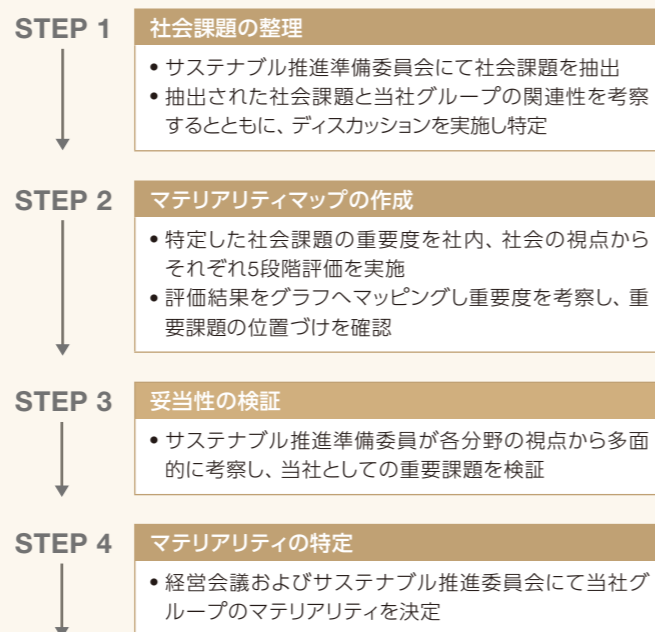 STEP 1
社会課題の整理
• サステナブル推進準備委員会にて社会課題を抽出
• 抽出された社会課題と当社グループの関連性を考察
するとともに、ディスカッションを実施し特定
STEP 2
マテリアリティマップの作成
• 特定した社会課題の重要度を社内、社会の視点から
それぞれ5段階評価を実施
• 評価結果をグラフへマッピングし重要度を考察し、重
要課題の位置づけを確認
STEP 3
妥当性の検証
• サステナブル推進準備委員が各分野の視点から多面
的に考察し、当社としての重要課題を検証
STEP 4
マテリアリティの特定
• 経営会議およびサステナブル推進委員会にて当社グ
ループのマテリアリティを決定